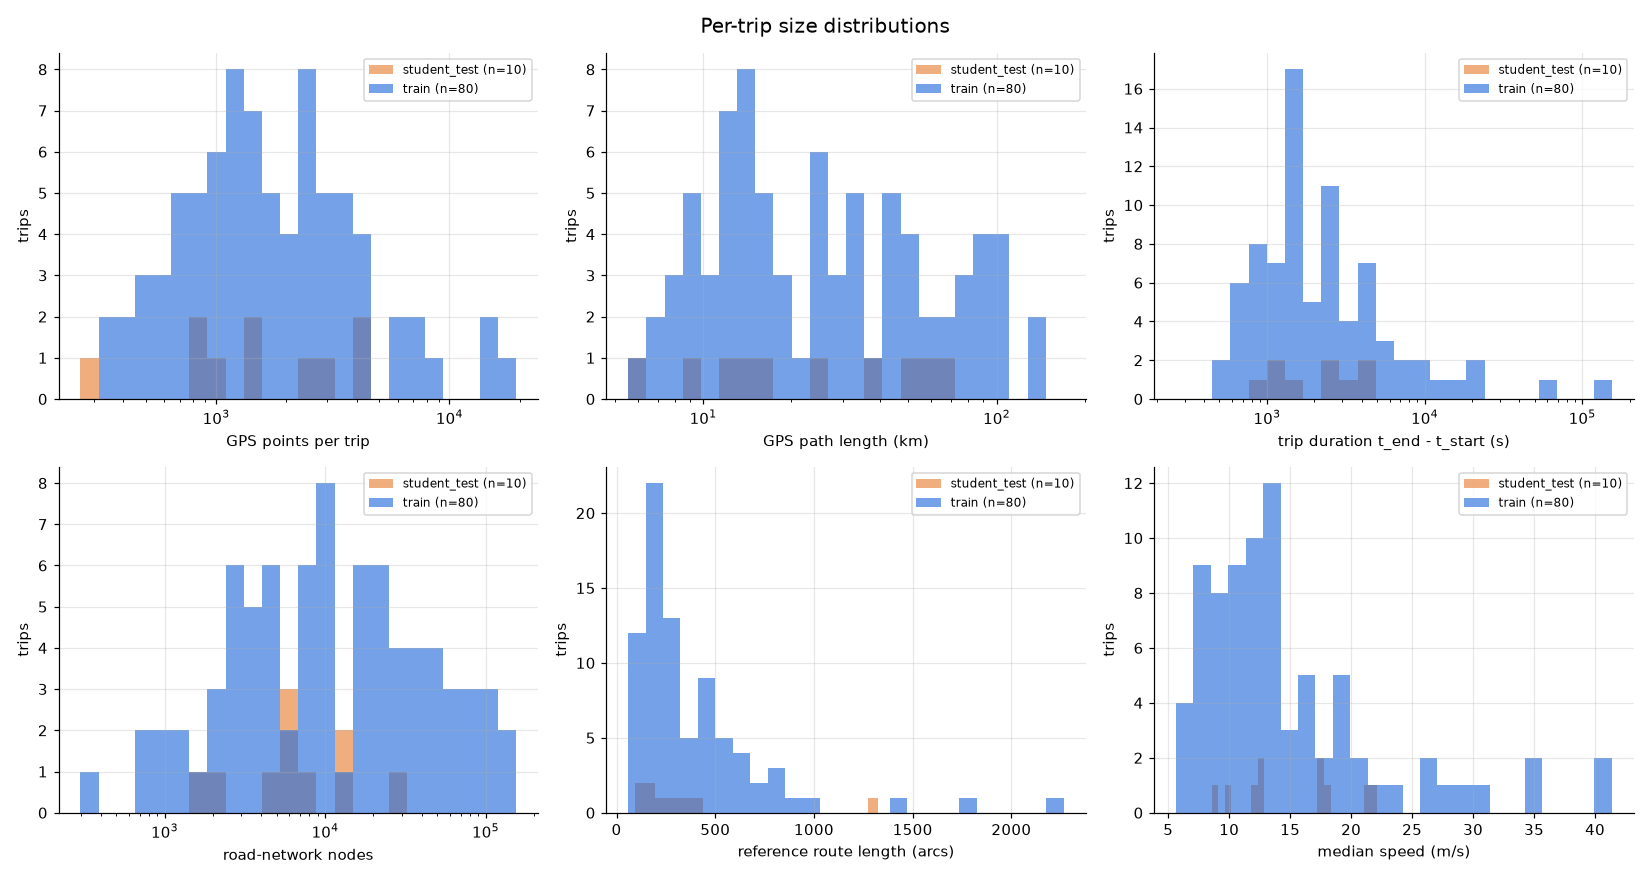 Per-trip size distributions
student_test (n=10)
train (n=80)
trips
0
1
2
3
4
5
6
7
8
10³
10⁴
GPS points per trip
student_test (n=10)
train (n=80)
trips
0
1
2
3
4
5
6
7
8
10¹
10²
GPS path length (km)
student_test (n=10)
train (n=80)
trips
0
2
4
6
8
10
12
14
16
10³
10⁴
10⁵
trip duration t_end - t_start (s)
student_test (n=10)
train (n=80)
trips
0
1
2
3
4
5
6
7
8
10³
10⁴
10⁵
road-network nodes
student_test (n=10)
train (n=80)
trips
0
5
10
15
20
0
500
1000
1500
2000
reference route length (arcs)
student_test (n=10)
train (n=80)
trips
0
2
4
6
8
10
12
5
10
15
20
25
30
35
40
median speed (m/s)